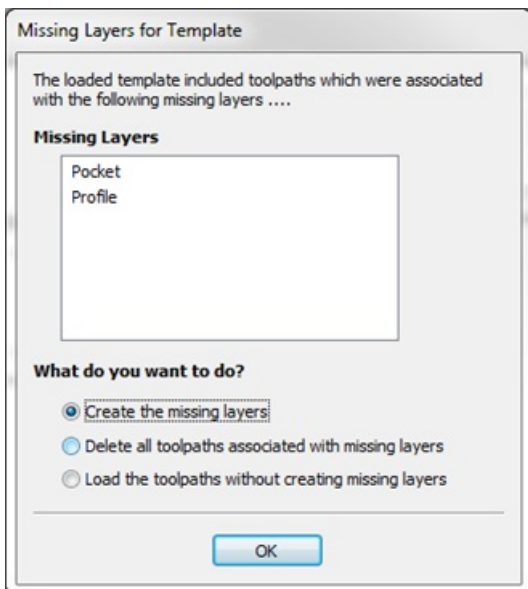 Missing Layers for Template
The loaded template included toolpaths which were associated
with the following missing layers ....
Missing Layers
Pocket
Profile
What do you want to do?
Create the missing layers
Delete all toolpaths associated with missing layers
Load the toolpaths without creating missing layers
OK